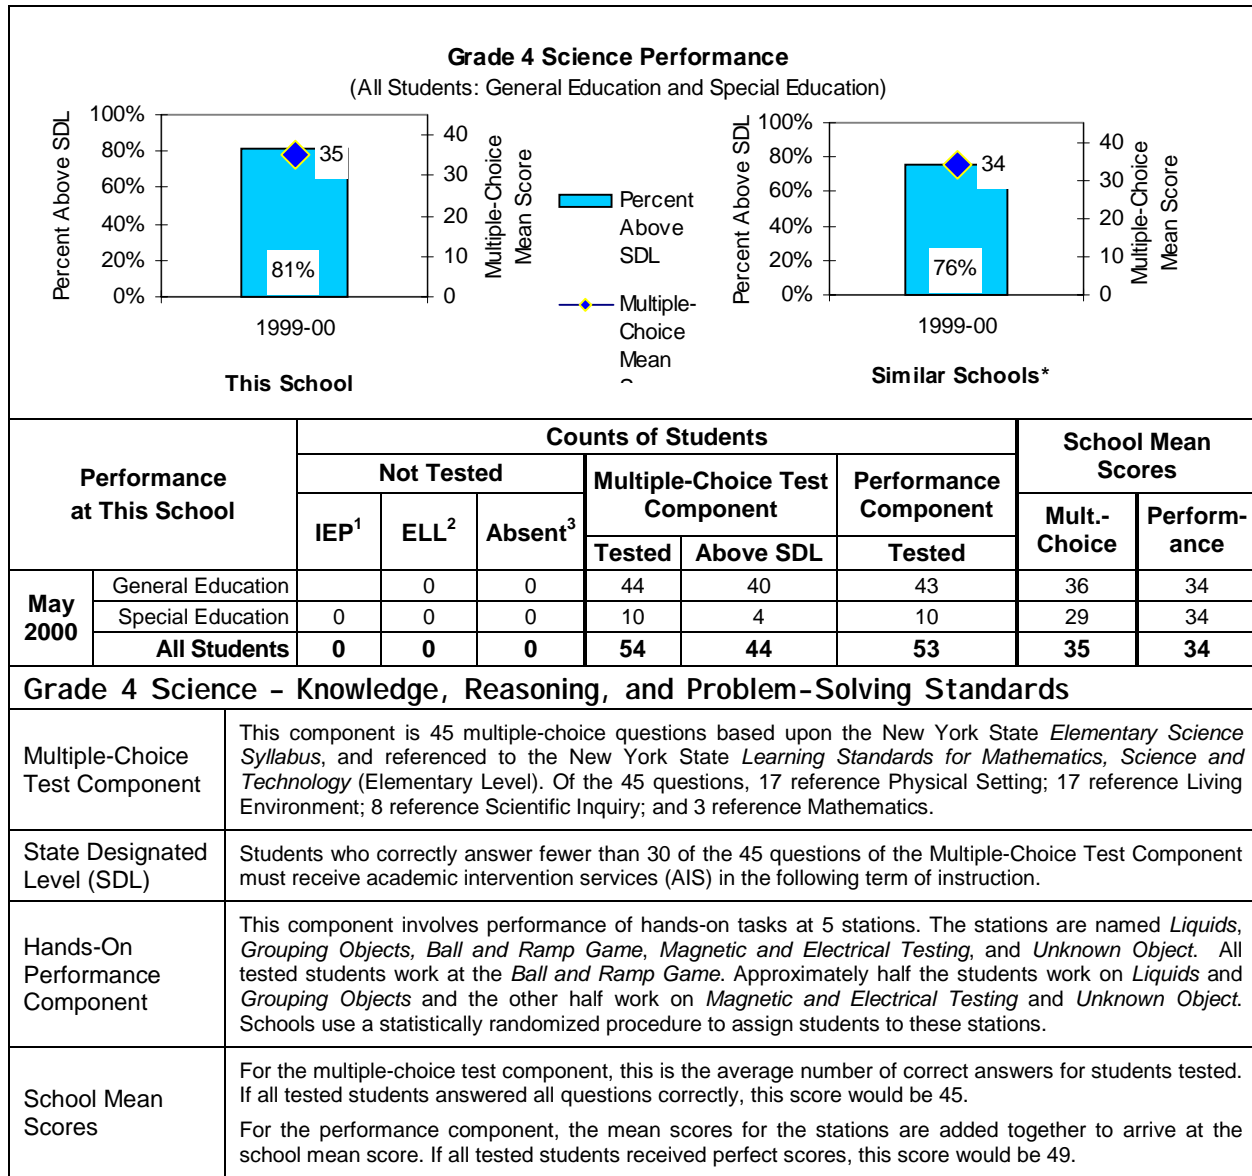 Grade 4 Science Performance
(All Students: General Education and Special Education)
Percent Above SDL
100%
80%
60%
40%
20%
0%
35
81%
1999-00
40
30
20
10
0
Multiple-Choice
Mean Score
This School
Percent
Above
SDL
Multiple-
Choice
Mean
Percent Above SDL
100%
80%
60%
40%
20%
0%
34
76%
1999-00
40
30
20
10
0
Multiple-Choice
Mean Score
Similar Schools*
Performance
at This School
Counts of Students
School Mean
Scores
Not Tested
Multiple-Choice Test
Component
Performance
Component
IEP1
ELL2
Absent3
Mult.-
Choice
Perform-
ance
Tested
Above SDL
Tested
May
2000
General Education 0 0 44 40 43 36 34
Special Education 0 0 0 10 4 10 29 34
All Students 0 0 0 54 44 53 35 34
Grade 4 Science – Knowledge, Reasoning, and Problem-Solving Standards
Multiple-Choice
Test Component
This component is 45 multiple-choice questions based upon the New York State Elementary Science
Syllabus, and referenced to the New York State Learning Standards for Mathematics, Science and
Technology (Elementary Level). Of the 45 questions, 17 reference Physical Setting; 17 reference Living
Environment; 8 reference Scientific Inquiry; and 3 reference Mathematics.
State Designated
Level (SDL)
Students who correctly answer fewer than 30 of the 45 questions of the Multiple-Choice Test Component
must receive academic intervention services (AIS) in the following term of instruction.
Hands-On
Performance
Component
This component involves performance of hands-on tasks at 5 stations. The stations are named Liquids,
Grouping Objects, Ball and Ramp Game, Magnetic and Electrical Testing, and Unknown Object. All
tested students work at the Ball and Ramp Game. Approximately half the students work on Liquids and
Grouping Objects and the other half work on Magnetic and Electrical Testing and Unknown Object.
Schools use a statistically randomized procedure to assign students to these stations.
School Mean
Scores
For the multiple-choice test component, this is the average number of correct answers for students tested.
If all tested students answered all questions correctly, this score would be 45.
For the performance component, the mean scores for the stations are added together to arrive at the
school mean score. If all tested students received perfect scores, this score would be 49.